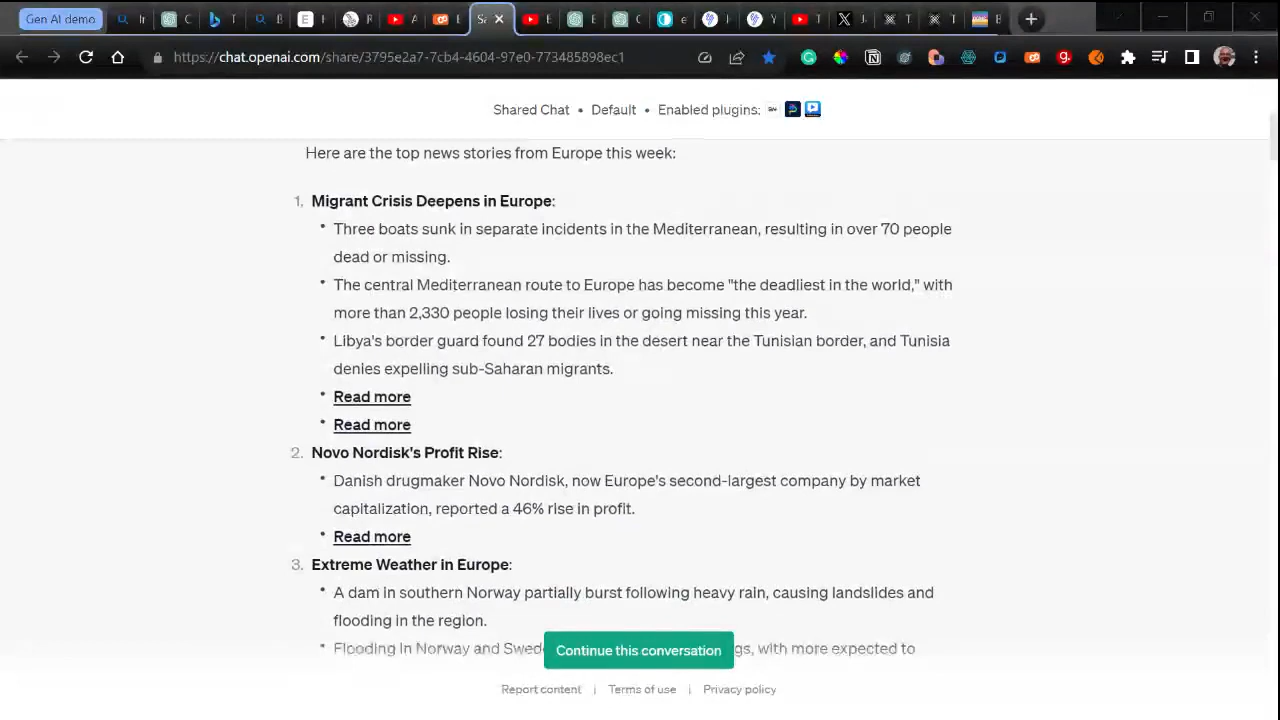 Gen AI demo
https://chat.openai.com/share/3795e2a7-7cb4-4604-97e0-773485898ec1
Shared Chat • Default • Enabled plugins:
Here are the top news stories from Europe this week:
1. Migrant Crisis Deepens in Europe:
• Three boats sunk in separate incidents in the Mediterranean, resulting in over 70 people
dead or missing.
• The central Mediterranean route to Europe has become "the deadliest in the world," with
more than 2,330 people losing their lives or going missing this year.
• Libya's border guard found 27 bodies in the desert near the Tunisian border, and Tunisia
denies expelling sub-Saharan migrants.
• Read more
• Read more
2. Novo Nordisk's Profit Rise:
• Danish drugmaker Novo Nordisk, now Europe's second-largest company by market
capitalization, reported a 46% rise in profit.
• Read more
3. Extreme Weather in Europe:
• A dam in southern Norway partially burst following heavy rain, causing landslides and
flooding in the region.
• Flooding in Norway and Swed gs, with more expected to
Continue this conversation
Report content | Terms of use | Privacy policy